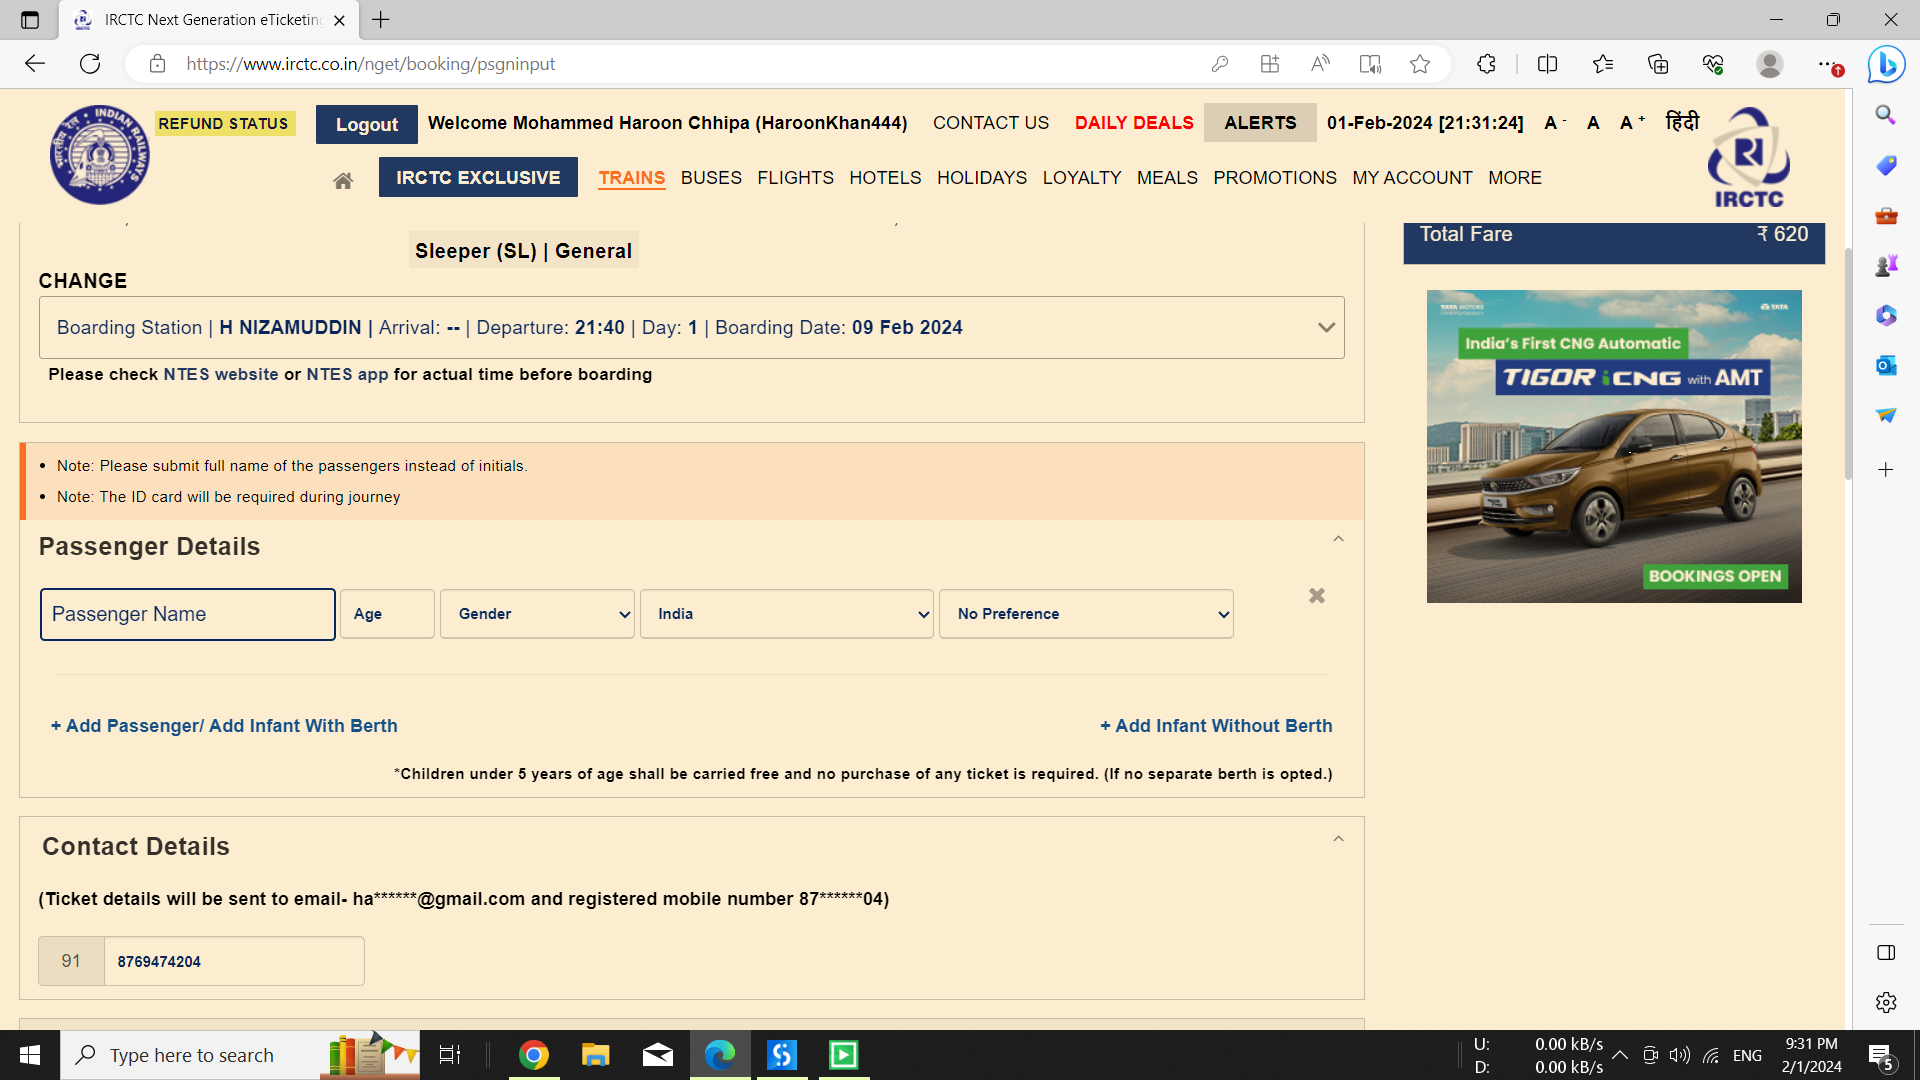 IRCTC Next Generation eTicketing
https://www.irctc.co.in/nget/booking/psgninput
INDIAN RAILWAYS
भारतीय रेल
REFUND STATUS
Logout
Welcome Mohammed Haroon Chhipa (HaroonKhan444)
CONTACT US
DAILY DEALS
ALERTS
01-Feb-2024 [21:31:24]
A -
A
A +
हिंदी
IRCTC
IRCTC EXCLUSIVE
TRAINS
BUSES
FLIGHTS
HOTELS
HOLIDAYS
LOYALTY
MEALS
PROMOTIONS
MY ACCOUNT
MORE
Sleeper (SL) | General
Total Fare ₹ 620
CHANGE
Boarding Station | H NIZAMUDDIN | Arrival: -- | Departure: 21:40 | Day: 1 | Boarding Date: 09 Feb 2024
Please check NTES website or NTES app for actual time before boarding
TATA MOTORS
TATA
India's First CNG Automatic
TIGOR iCNG with AMT
BOOKINGS OPEN
Note: Please submit full name of the passengers instead of initials.
Note: The ID card will be required during journey
Passenger Details
Passenger Name
Age
Gender
India
No Preference
+ Add Passenger/ Add Infant With Berth
+ Add Infant Without Berth
*Children under 5 years of age shall be carried free and no purchase of any ticket is required. (If no separate berth is opted.)
Contact Details
(Ticket details will be sent to email- ha******@gmail.com and registered mobile number 87******04)
91
8769474204
Type here to search
U: 0.00 kB/s
D: 0.00 kB/s
ENG
9:31 PM
2/1/2024
5